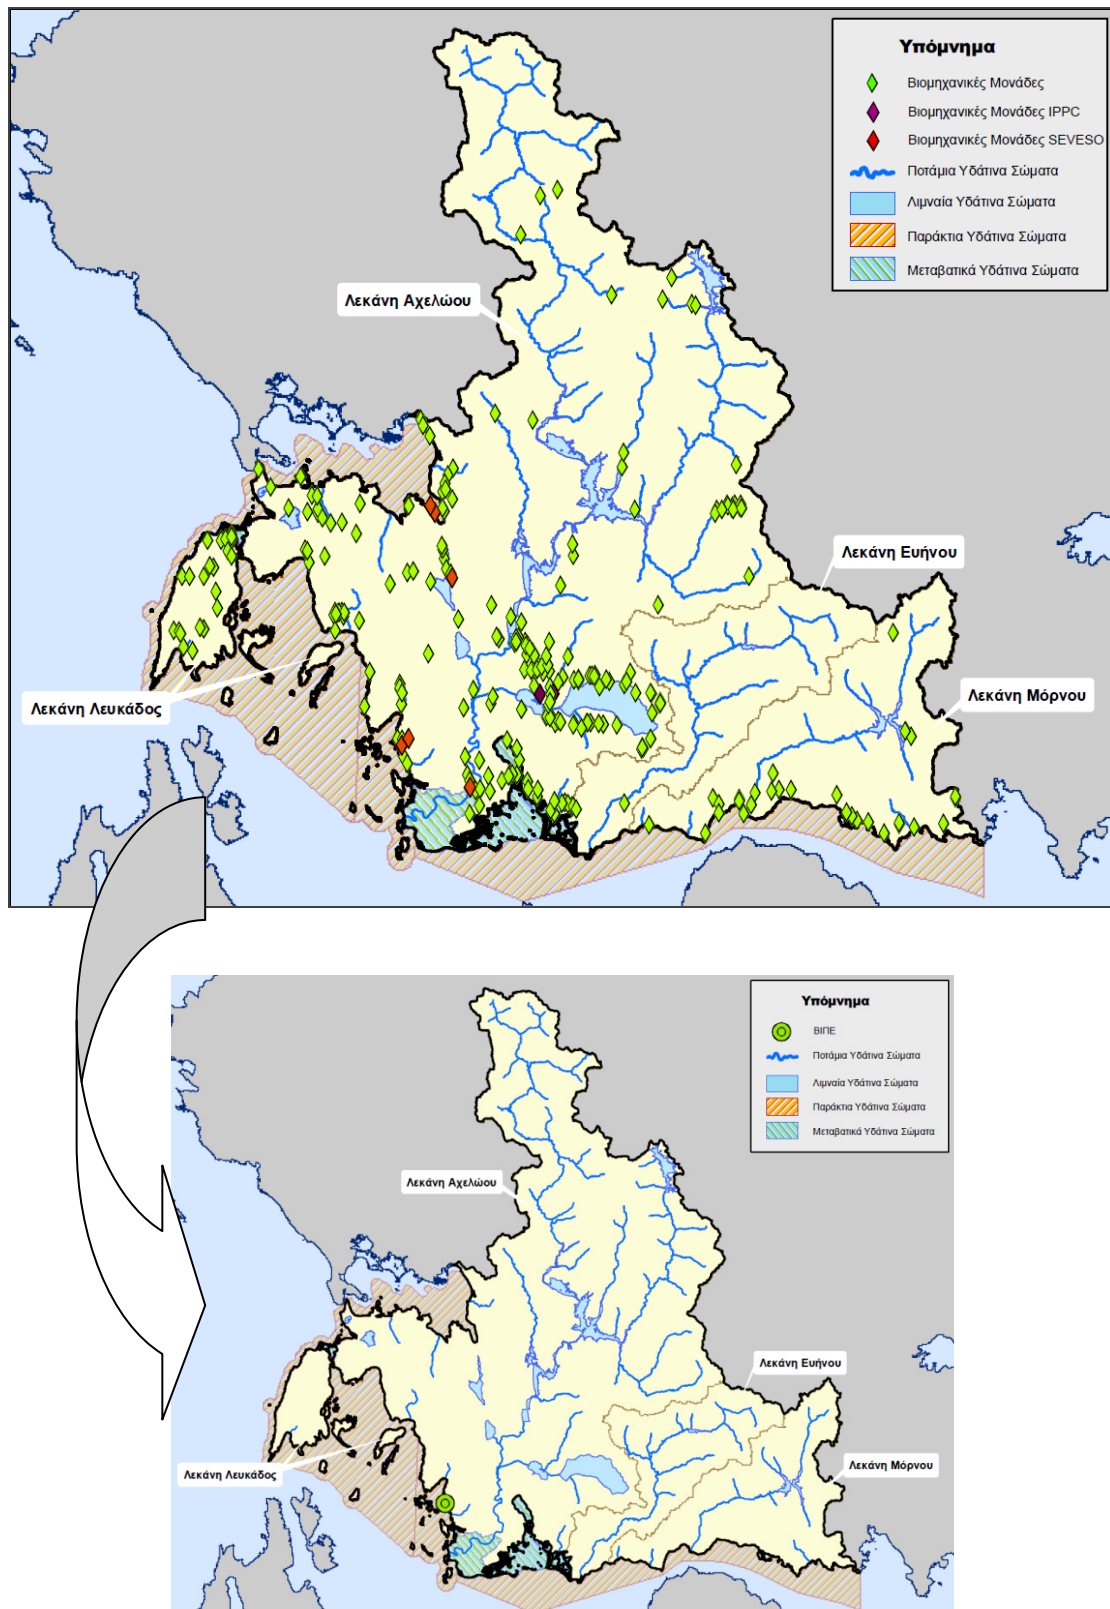 Υπόμνημα
Βιομηχανικές Μονάδες
Βιομηχανικές Μονάδες IPPC
Βιομηχανικές Μονάδες SEVESO
Ποτάμια Υδάτινα Σώματα
Λιμναία Υδάτινα Σώματα
Παράκτια Υδάτινα Σώματα
Μεταβατικά Υδάτινα Σώματα
Λεκάνη Αχελώου
Λεκάνη Ευήνου
Λεκάνη Μόρνου
Λεκάνη Λευκάδος
Υπόμνημα
ΒΙΠΕ
Ποτάμια Υδάτινα Σώματα
Λιμναία Υδάτινα Σώματα
Παράκτια Υδάτινα Σώματα
Μεταβατικά Υδάτινα Σώματα
Λεκάνη Αχελώου
Λεκάνη Ευήνου
Λεκάνη Μόρνου
Λεκάνη Λευκάδος